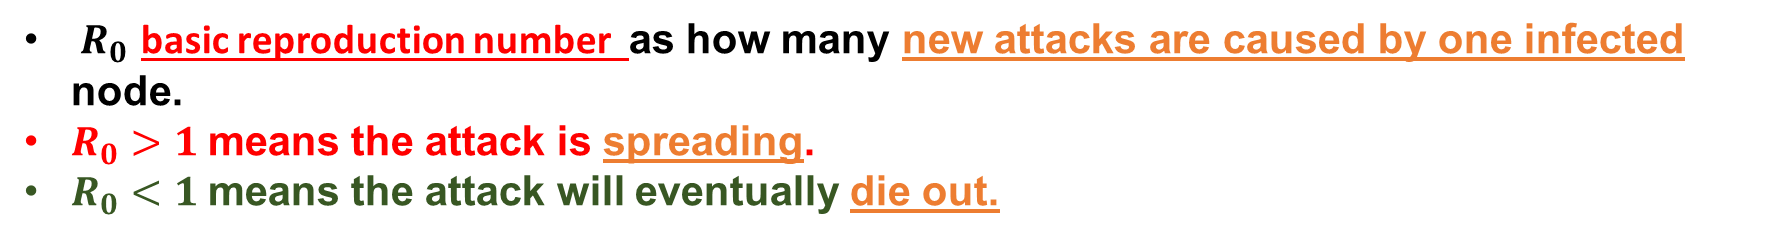 • R₀ basic reproduction number as how many new attacks are caused by one infected
node.
• R₀ > 1 means the attack is spreading.
• R₀ < 1 means the attack will eventually die out.